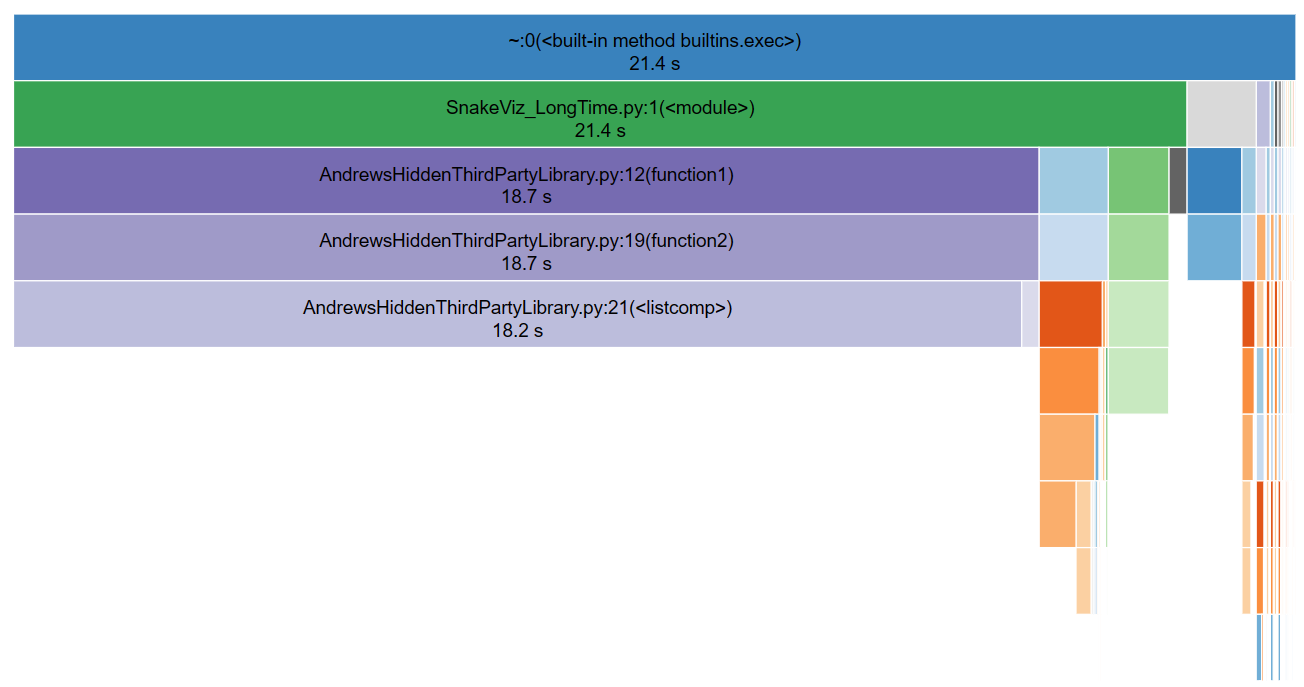 ~:0(<built-in method builtins.exec>)
21.4 s
SnakeViz_LongTime.py:1(<module>)
21.4 s
AndrewsHiddenThirdPartyLibrary.py:12(function1)
18.7 s
AndrewsHiddenThirdPartyLibrary.py:19(function2)
18.7 s
AndrewsHiddenThirdPartyLibrary.py:21(<listcomp>)
18.2 s